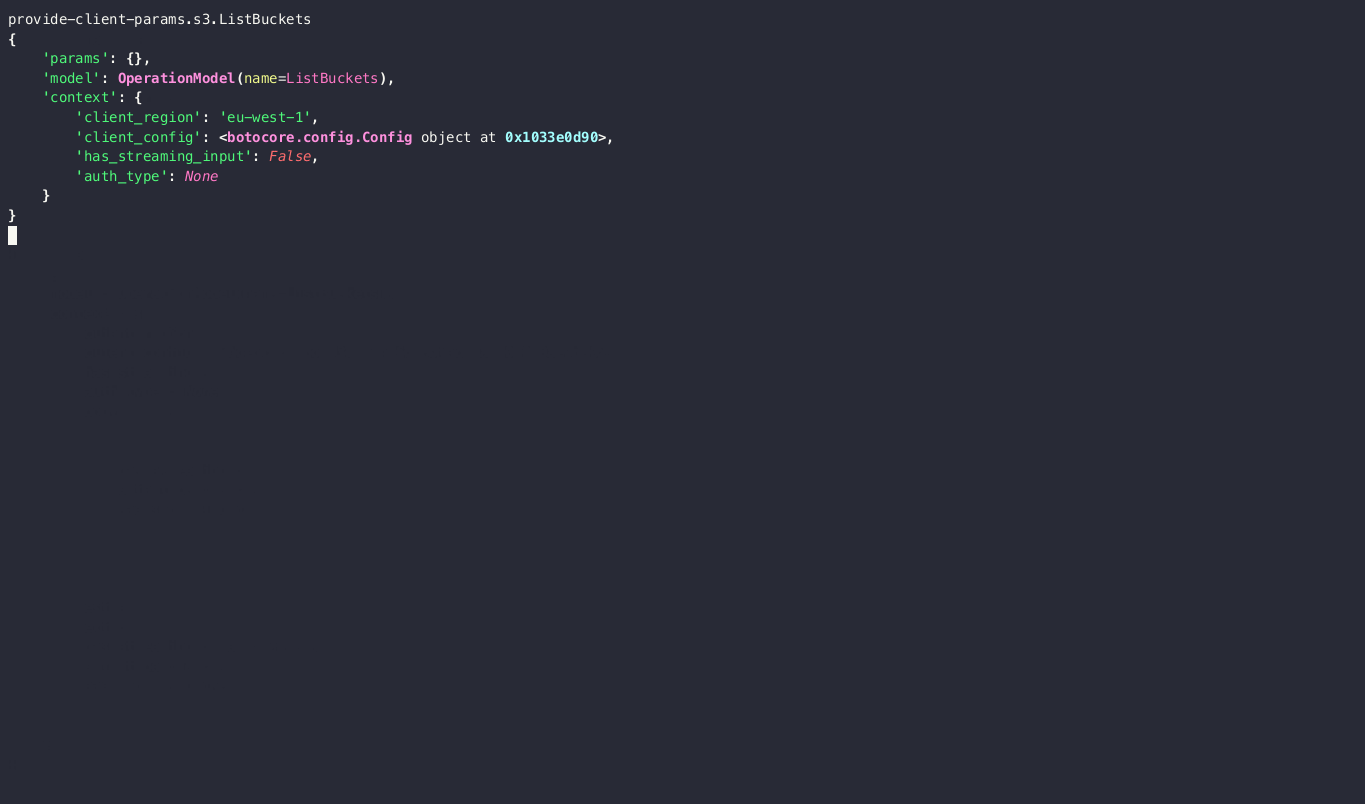 provide-client-params.s3.ListBuckets
{
    'params': {},
    'model': OperationModel(name=ListBuckets),
    'context': {
        'client_region': 'eu-west-1',
        'client_config': <botocore.config.Config object at 0x1033e0d90>,
        'has_streaming_input': False,
        'auth_type': None
    }
}